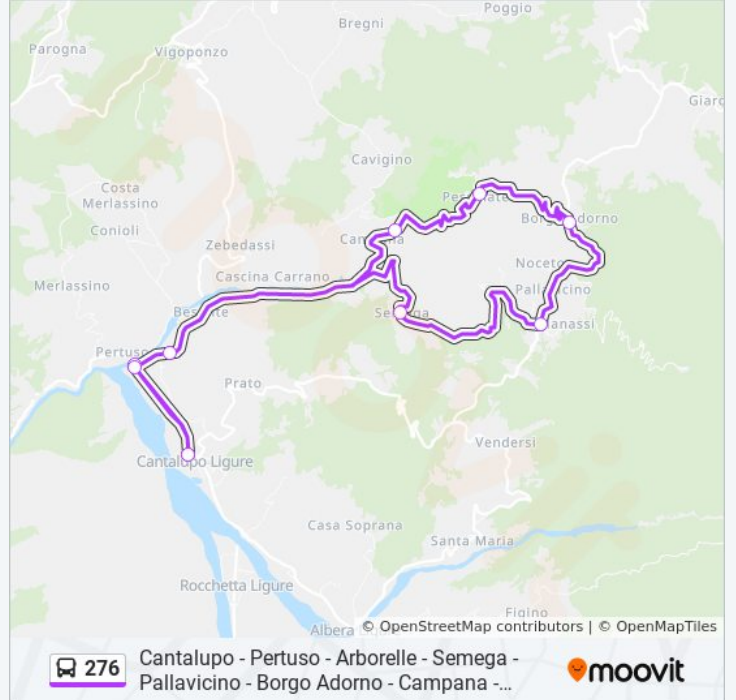 Poggio
Bregni
Parogna
Vigoponzo
Cavigino
Costa
Merlassino
Conioli
Zebedassi
Borgo Adorno
Noceto
Cascina Carrano
Merlassino
Pallavicino
Pertuso
Prato
Vendersi
Cantalupo Ligure
Casa Soprana
Santa Maria
Rocchetta Ligure
Figino
Albera
© OpenStreetMap contributors | © OpenMapTiles
276
Cantalupo - Pertuso - Arborelle - Semega -
Pallavicino - Borgo Adorno - Campana -...
moovit